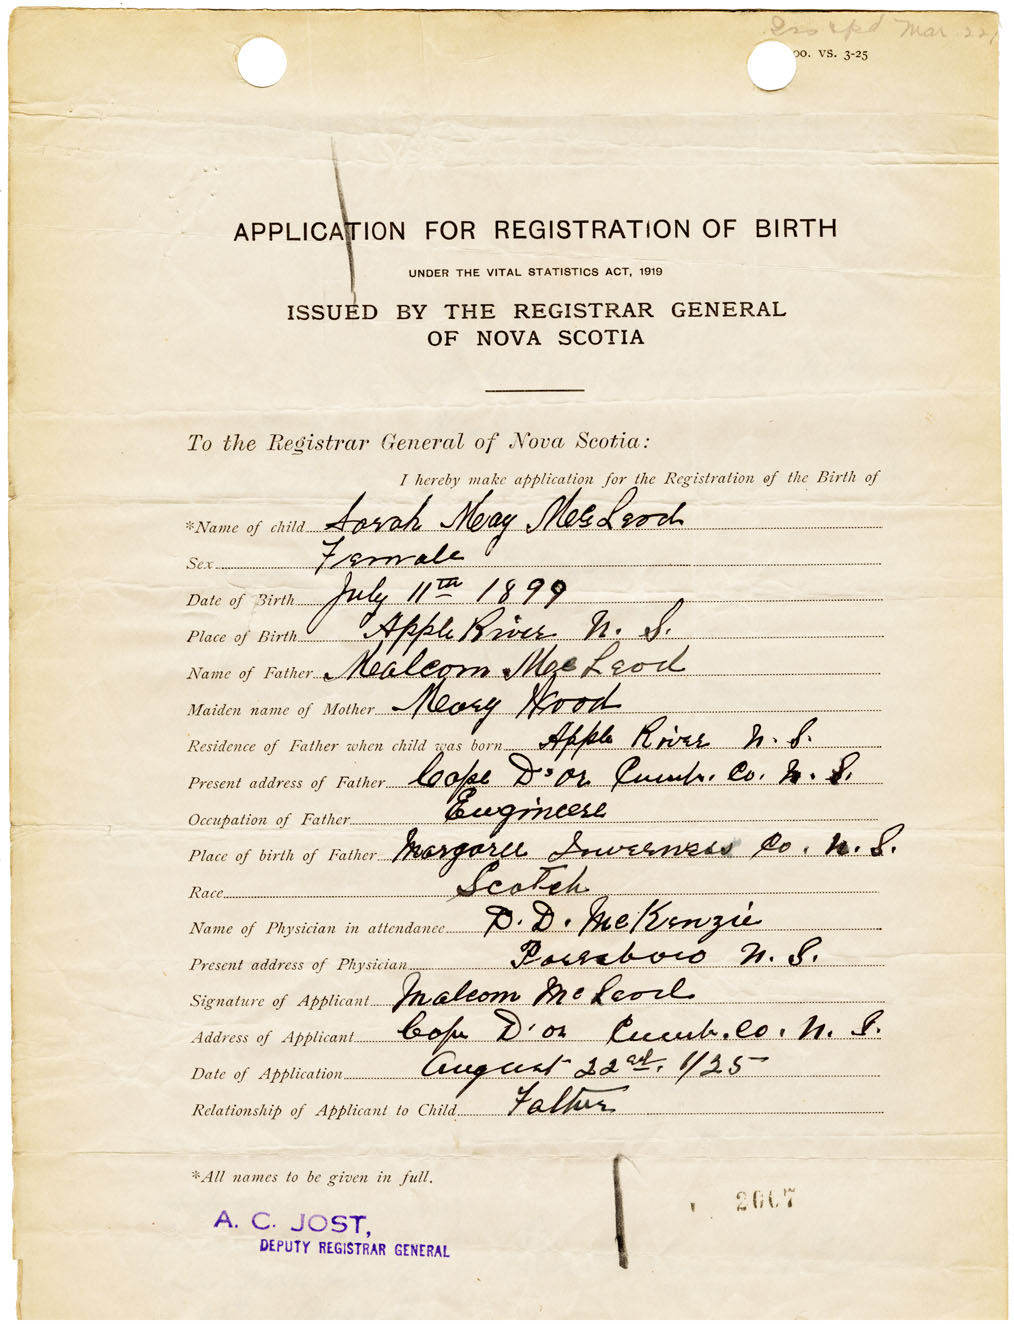 Mar 22,
00. VS. 3-25
APPLICATION FOR REGISTRATION OF BIRTH
UNDER THE VITAL STATISTICS ACT, 1919
ISSUED BY THE REGISTRAR GENERAL
OF NOVA SCOTIA
To the Registrar General of Nova Scotia:
I hereby make application for the Registration of the Birth of
*Name of child Sarah May MacLeod
Sex Female
Date of Birth July 11th 1899
Place of Birth Apple River N. S.
Name of Father Malcom MacLeod
Maiden name of Mother Mary Wood
Residence of Father when child was born Apple River N. S.
Present address of Father Cape D'or Cumb. Co. N. S.
Occupation of Father Engineer
Place of birth of Father Margaree Inverness Co. N. S.
Race Scotch
Name of Physician in attendance D. McKenzie
Present address of Physician Parrsboro N. S.
Signature of Applicant Malcom McLeod
Address of Applicant Cape D'or Cumb. Co. N. S.
Date of Application August 22nd, 1925
Relationship of Applicant to Child Father
*All names to be given in full.
2007
A. C. JOST,
DEPUTY REGISTRAR GENERAL